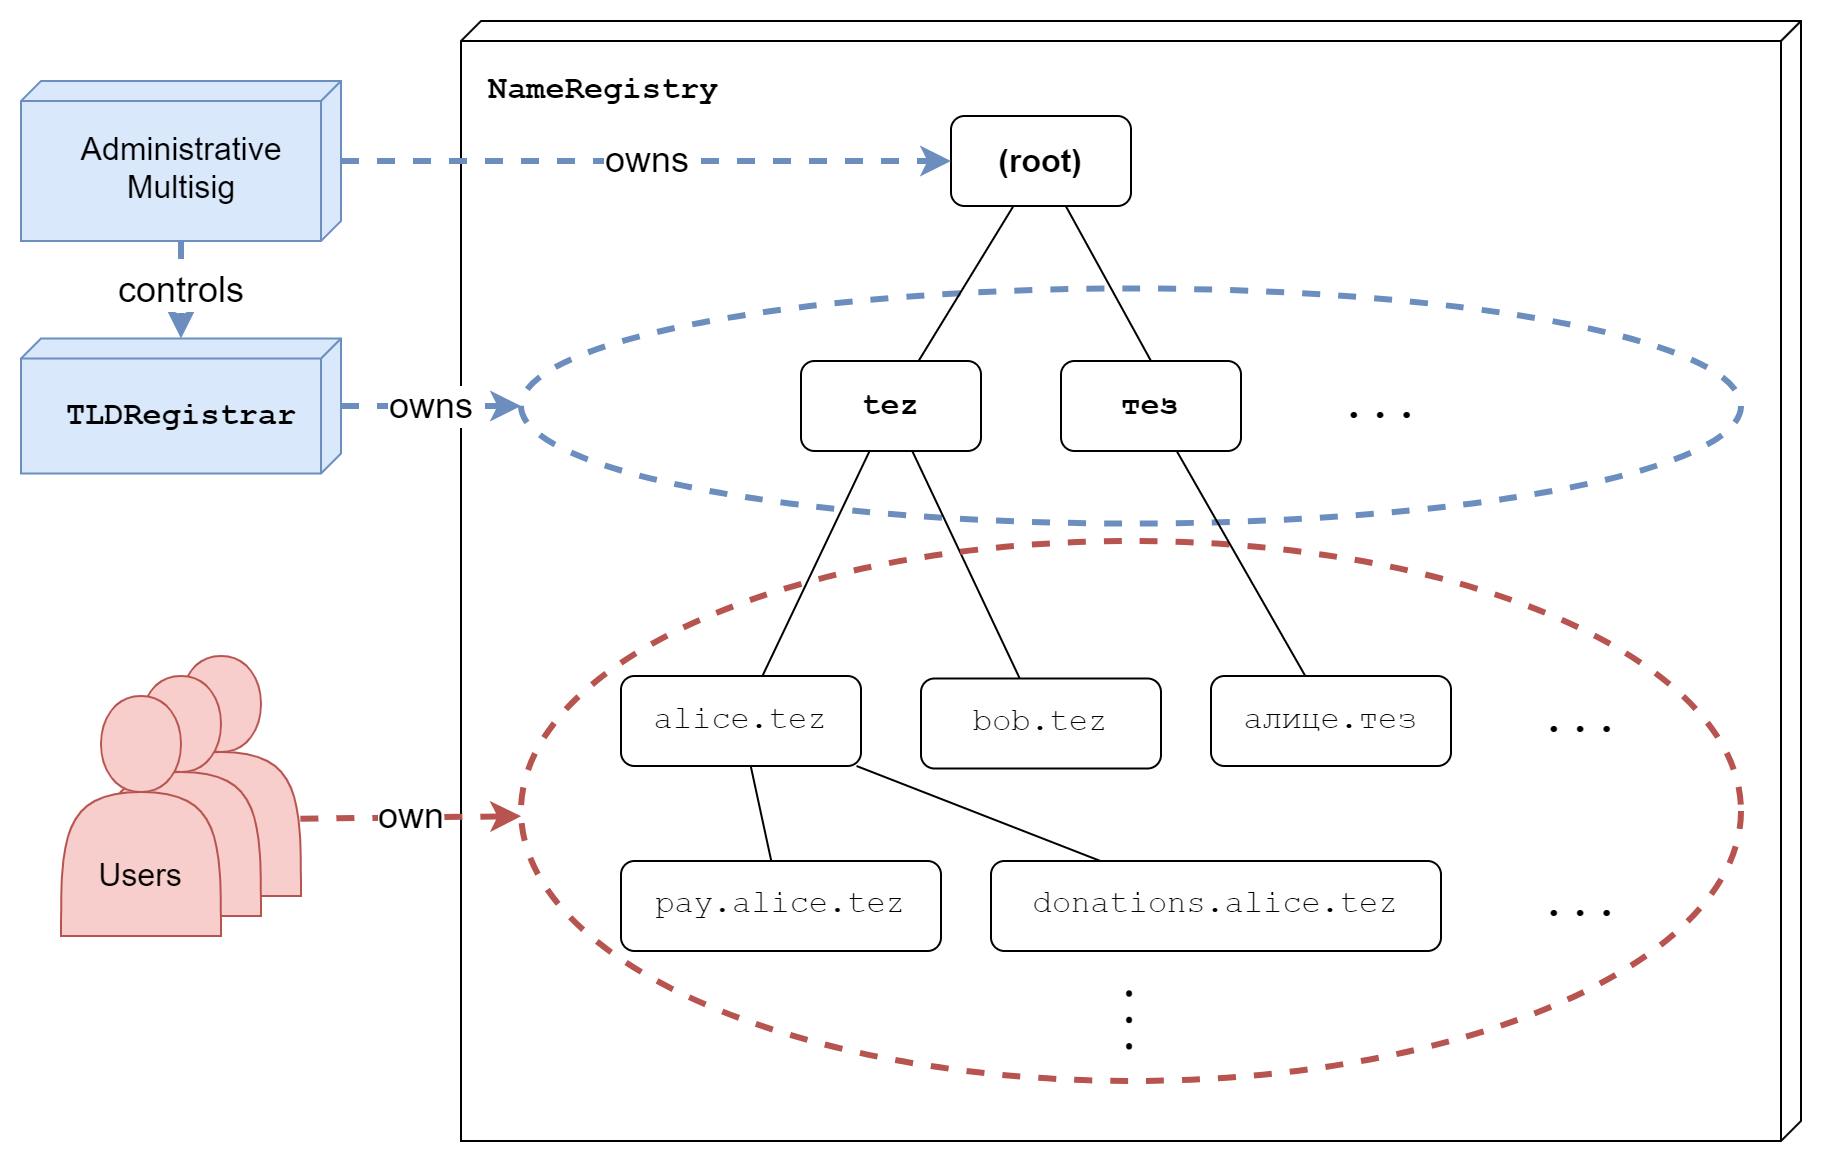 NameRegistry
Administrative
Multisig
owns
(root)
controls
TLDRegistrar
owns
tez
тез
...
alice.tez
bob.tez
алице.тез
...
own
Users
pay.alice.tez
donations.alice.tez
...